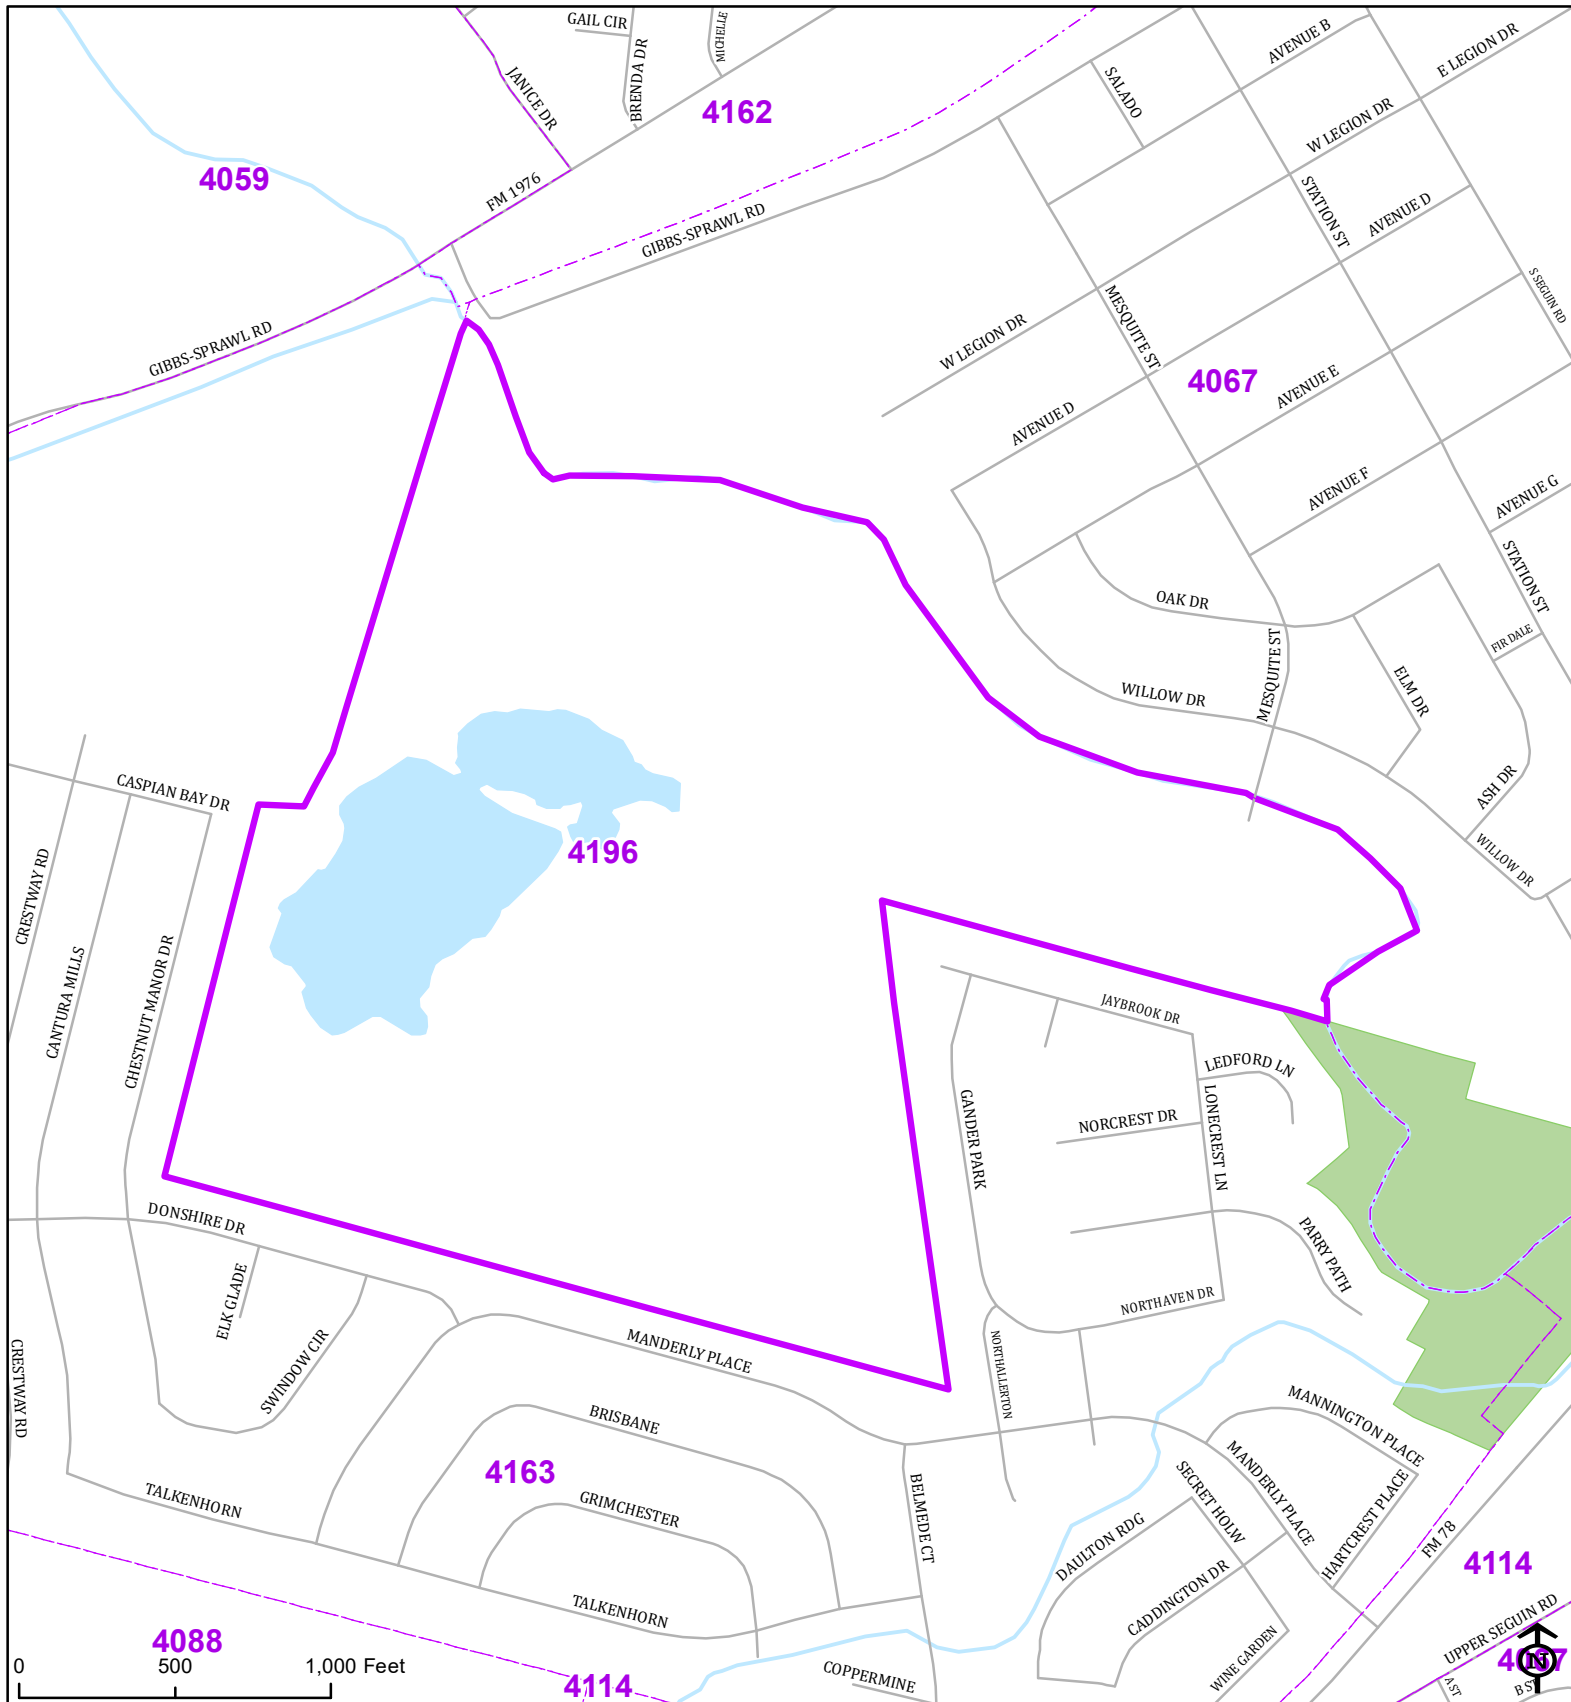 GAIL CIR
BRENDA DR
MICHELLE
AVENUE B
E LEGION DR
JANICE DR
SALADO
4162
W LEGION DR
4059
FM 1976
STATION ST
AVENUE D
GIBBS-SPRAWL RD
S SEGUIN RD
MESQUITE ST
GIBBS-SPRAWL RD
W LEGION DR
4067
AVENUE E
AVENUE D
AVENUE F
AVENUE G
STATION ST
OAK DR
FIR DALE
MESQUITE ST
WILLOW DR
ELM DR
CASPIAN BAY DR
ASH DR
4196
WILLOW DR
CRESTWAY RD
CANTURA MILLS
CHESTNUT MANOR DR
JAYBROOK DR
LEDFORD LN
GANDER PARK
NORCREST DR
LONECREST LN
DONSHIRE DR
PARRY PATH
ELK GLADE
NORTHAVEN DR
SWINDOW CIR
CRESTWAY RD
MANDERLY PLACE
NORTHALLERTON
BRISBANE
MANNINGTON PLACE
4163
MANDERLY PLACE
SECRET HOLW
HARTCREST PLACE
TALKENHORN
GRIMCHESTER
BELMEDE CT
DAULTON RDG
FM 78
4114
CADDINGTON DR
TALKENHORN
4088
UPPER SEGUIN RD
WINE GARDEN
0 500 1,000 Feet
COPPERMINE
4114
4067
N
A ST
B ST